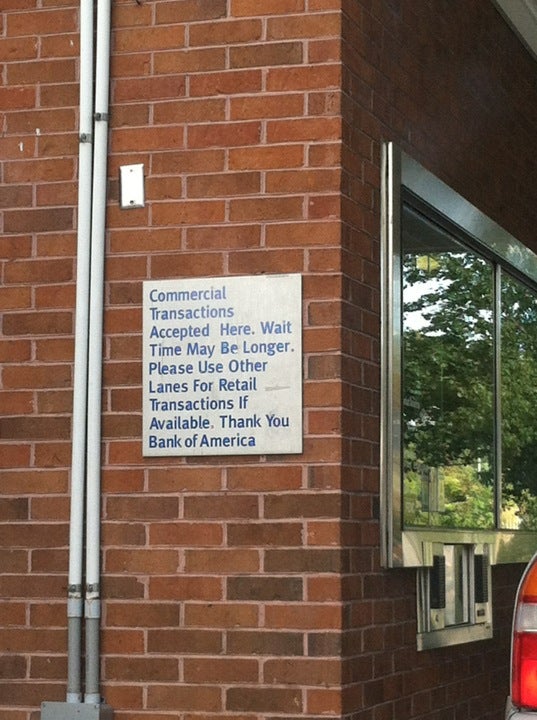 Commercial
Transactions
Accepted Here. Wait
Time May Be Longer.
Please Use Other
Lanes For Retail
Transactions If
Available. Thank You
Bank of America